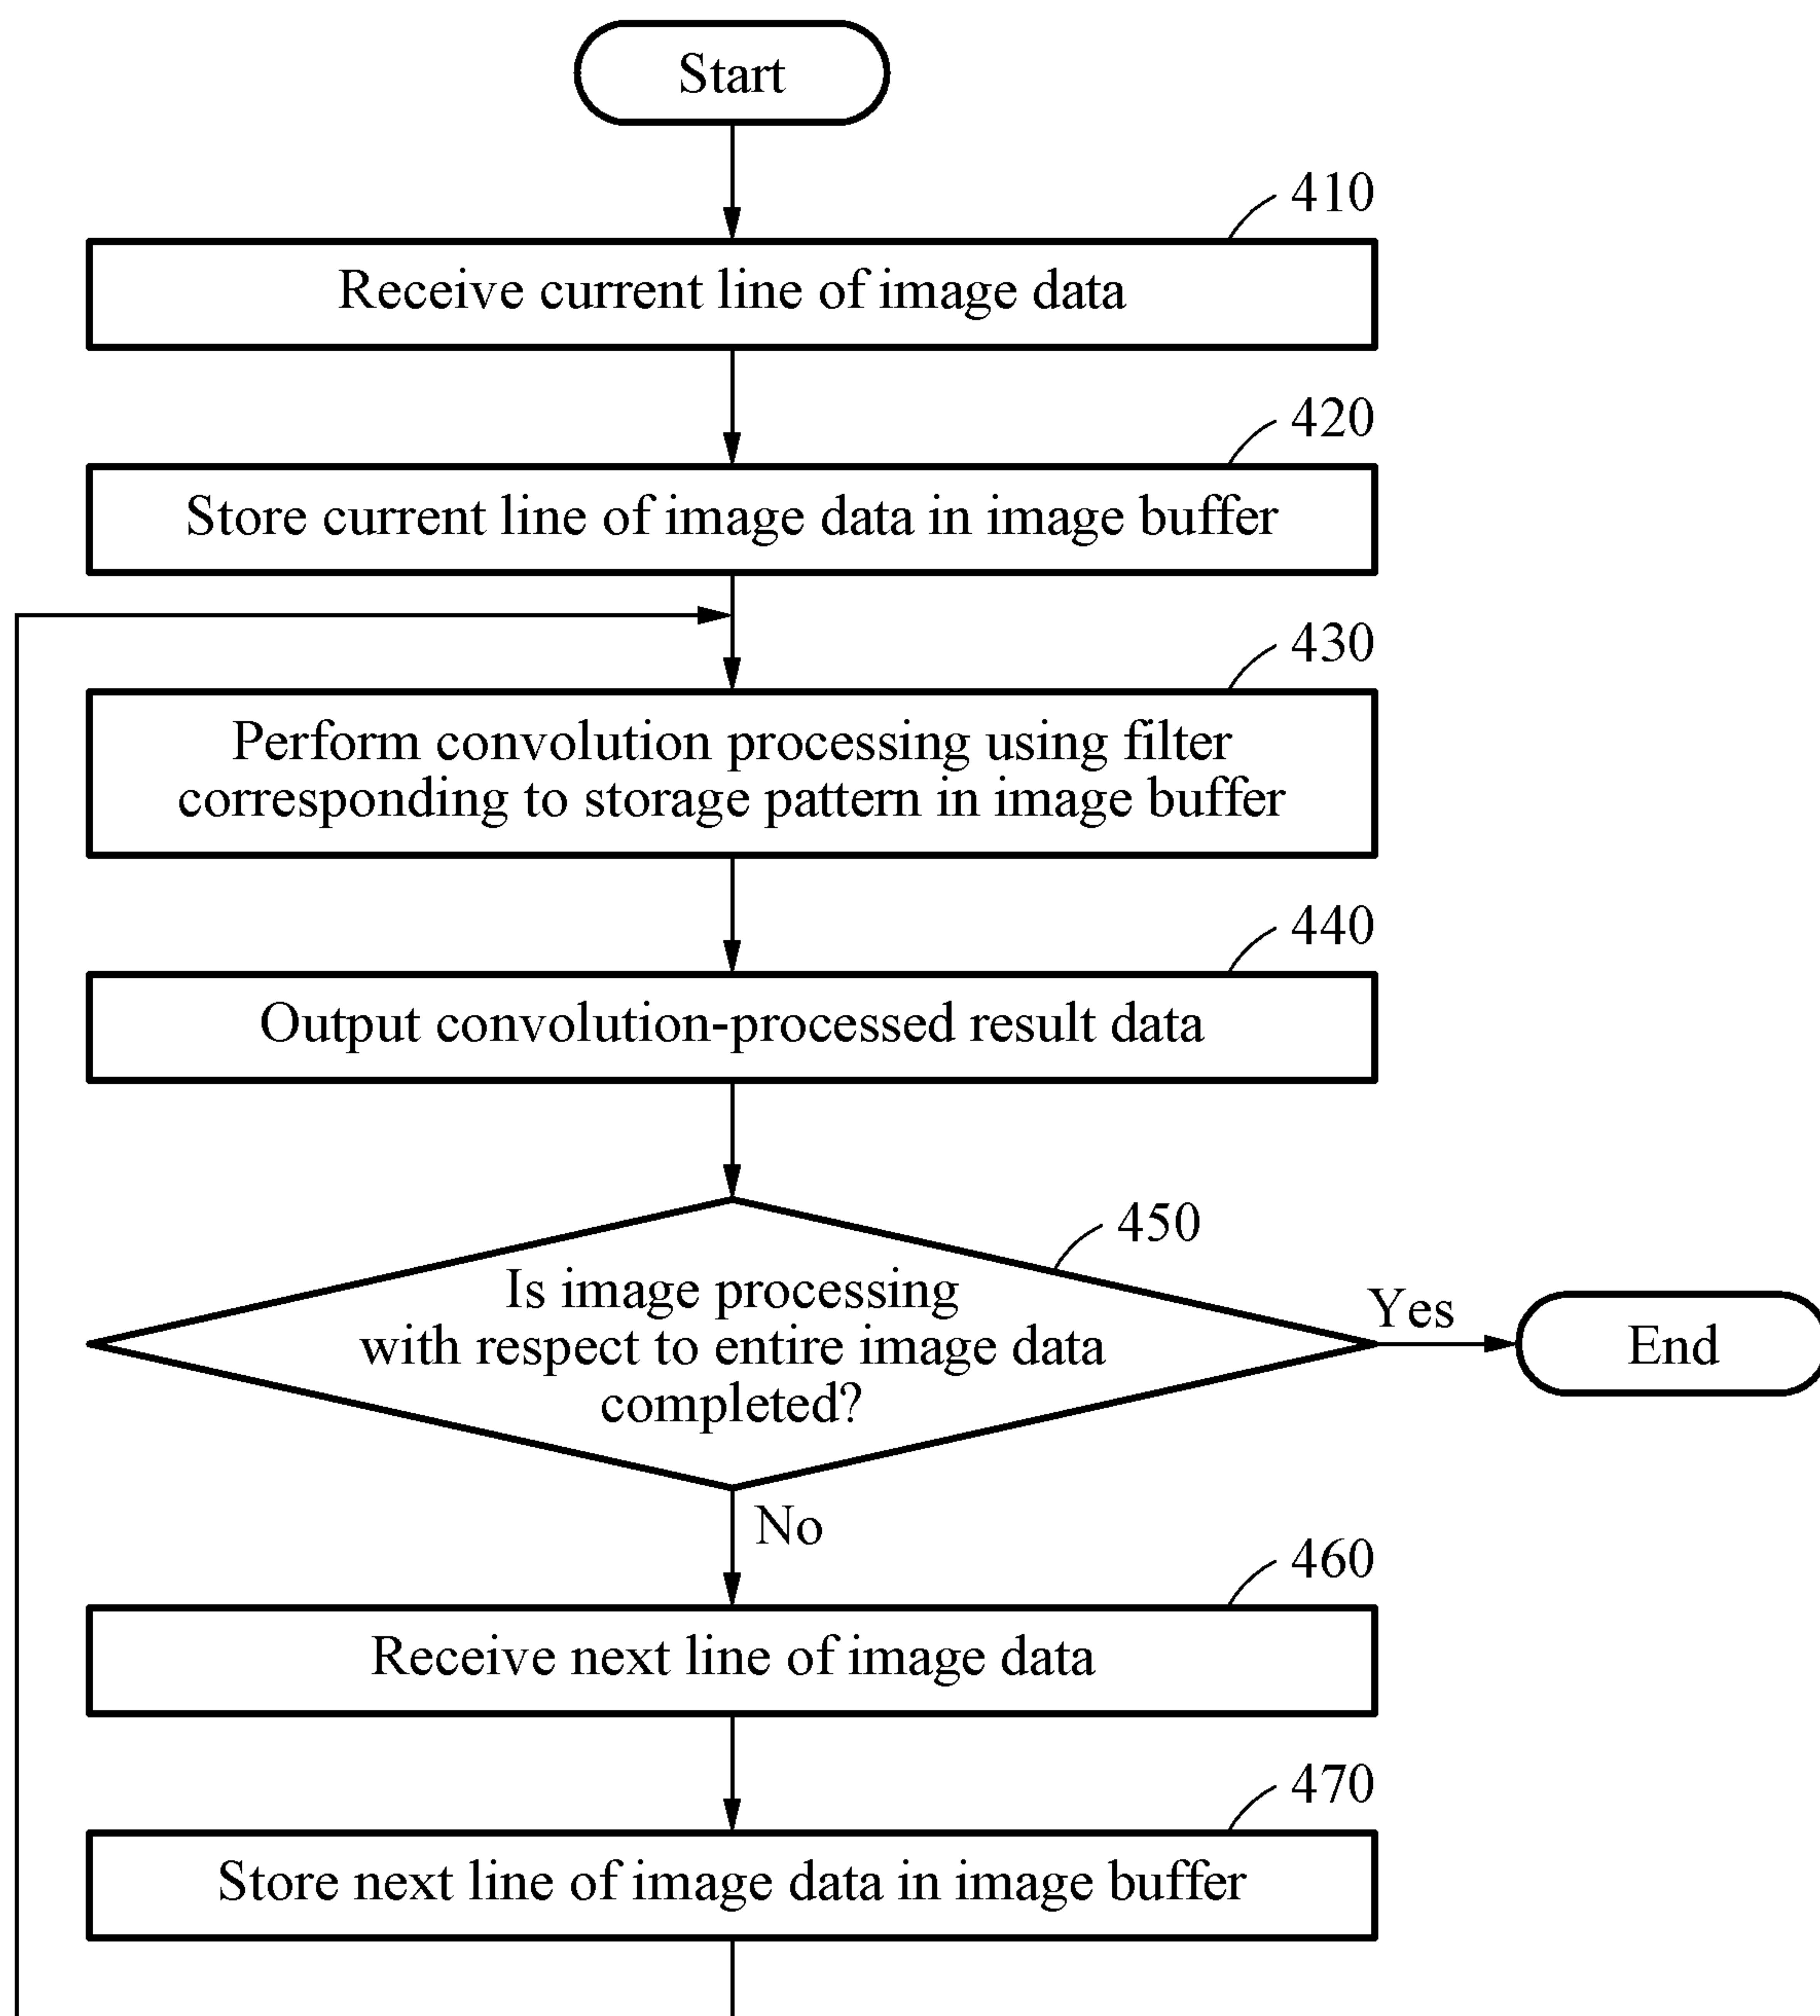 Start
410
Receive current line of image data
420
Store current line of image data in image buffer
430
Perform convolution processing using filter
corresponding to storage pattern in image buffer
440
Output convolution-processed result data
450
Is image processing
with respect to entire image data
completed?
Yes
End
No
460
Receive next line of image data
470
Store next line of image data in image buffer